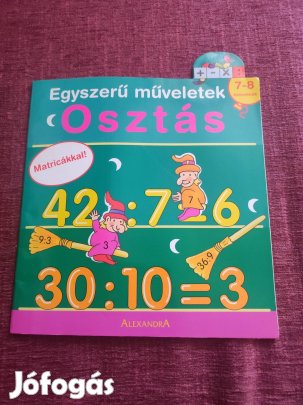 + - × :
7-8
Egyszerű műveletek
Osztás
Matricákkal!
42:7=6
7
9:3
3
36:9
30:10=3
ALEXANDRA
Jófogás